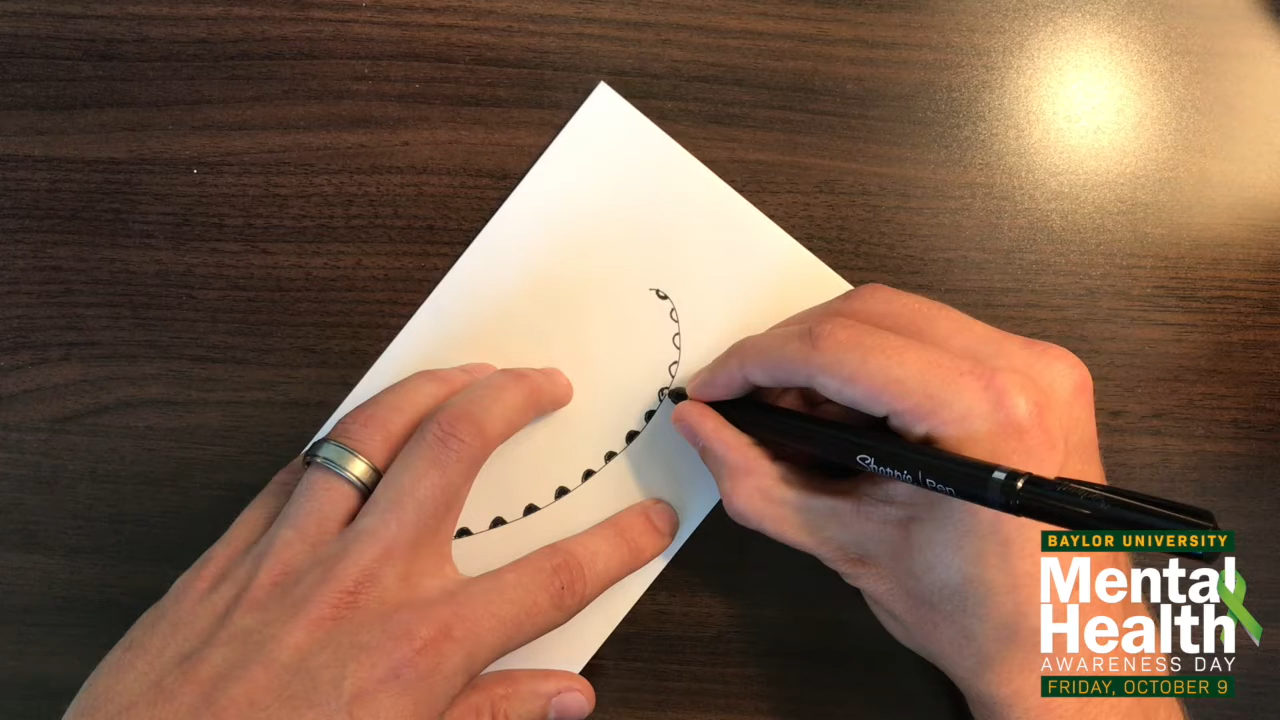 Sharpie | Pen
BAYLOR UNIVERSITY
Mental
Health
AWARENESS DAY
FRIDAY, OCTOBER 9